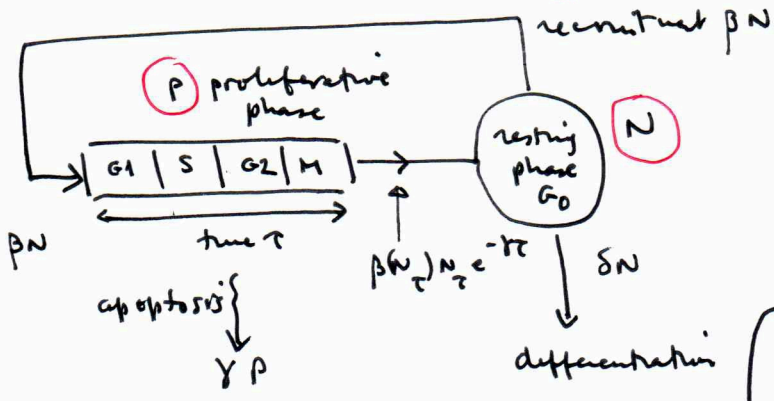 recruitment βN
P proliferative
phase
G1 | S | G2 | M
resting
phase
G0
N
βN
time τ
β(N_τ)N_τ e^{-γτ}
δN
apoptosis
γP
differentiation